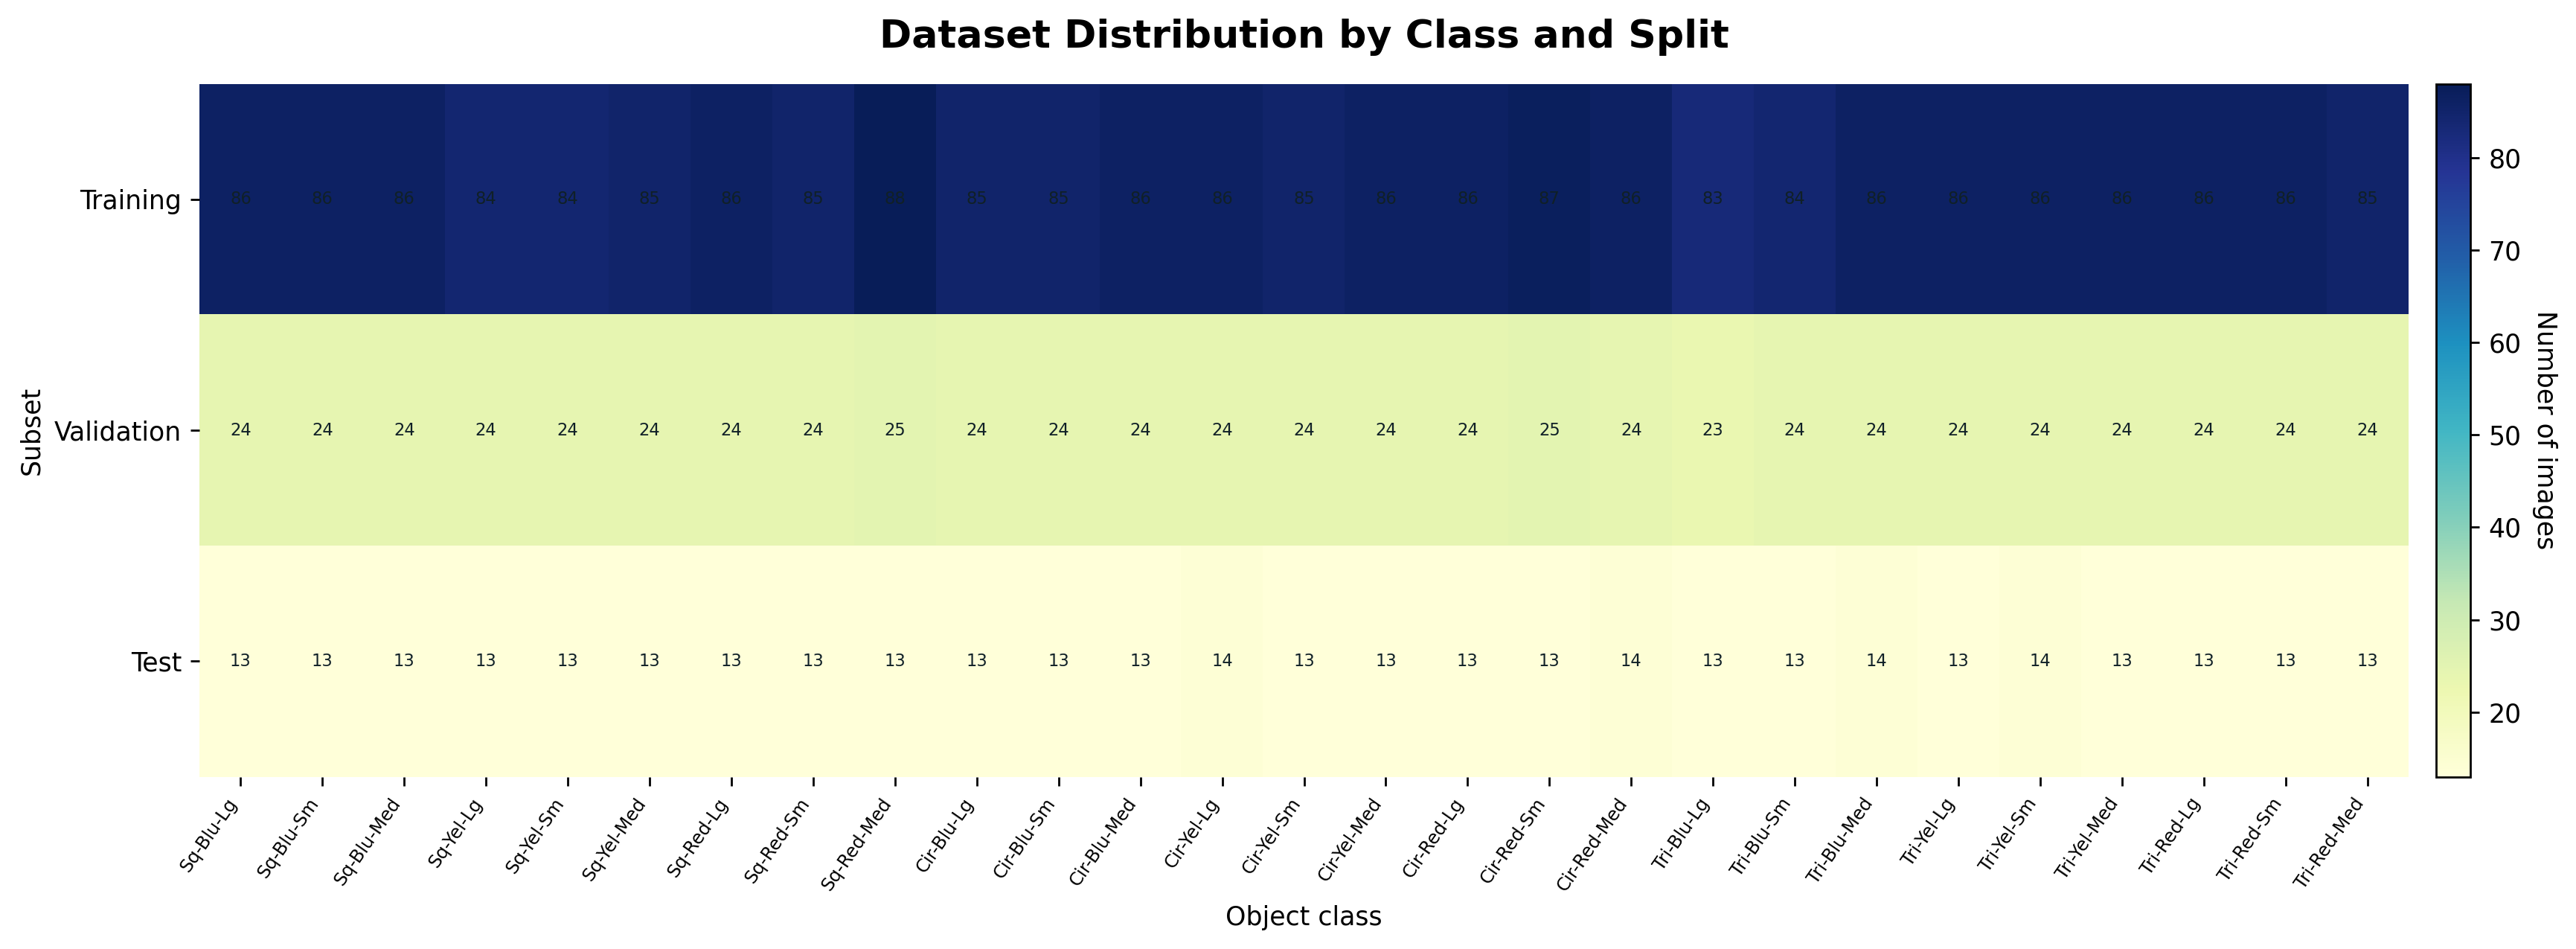 Dataset Distribution by Class and Split
Subset
Training 86 86 86 84 84 85 86 85 88 85 85 86 86 85 86 86 87 86 83 84 86 86 86 86 86 86 85
Validation 24 24 24 24 24 24 24 24 25 24 24 24 24 24 24 24 25 24 23 24 24 24 24 24 24 24 24
Test 13 13 13 13 13 13 13 13 13 13 13 13 14 13 13 13 13 14 13 13 14 13 14 13 13 13 13
Sq-Blu-Lg Sq-Blu-Sm Sq-Blu-Med Sq-Yel-Lg Sq-Yel-Sm Sq-Yel-Med Sq-Red-Lg Sq-Red-Sm Sq-Red-Med Cir-Blu-Lg Cir-Blu-Sm Cir-Blu-Med Cir-Yel-Lg Cir-Yel-Sm Cir-Yel-Med Cir-Red-Lg Cir-Red-Sm Cir-Red-Med Tri-Blu-Lg Tri-Blu-Sm Tri-Blu-Med Tri-Yel-Lg Tri-Yel-Sm Tri-Yel-Med Tri-Red-Lg Tri-Red-Sm Tri-Red-Med
Object class
80
70
60
50
40
30
20
Number of images